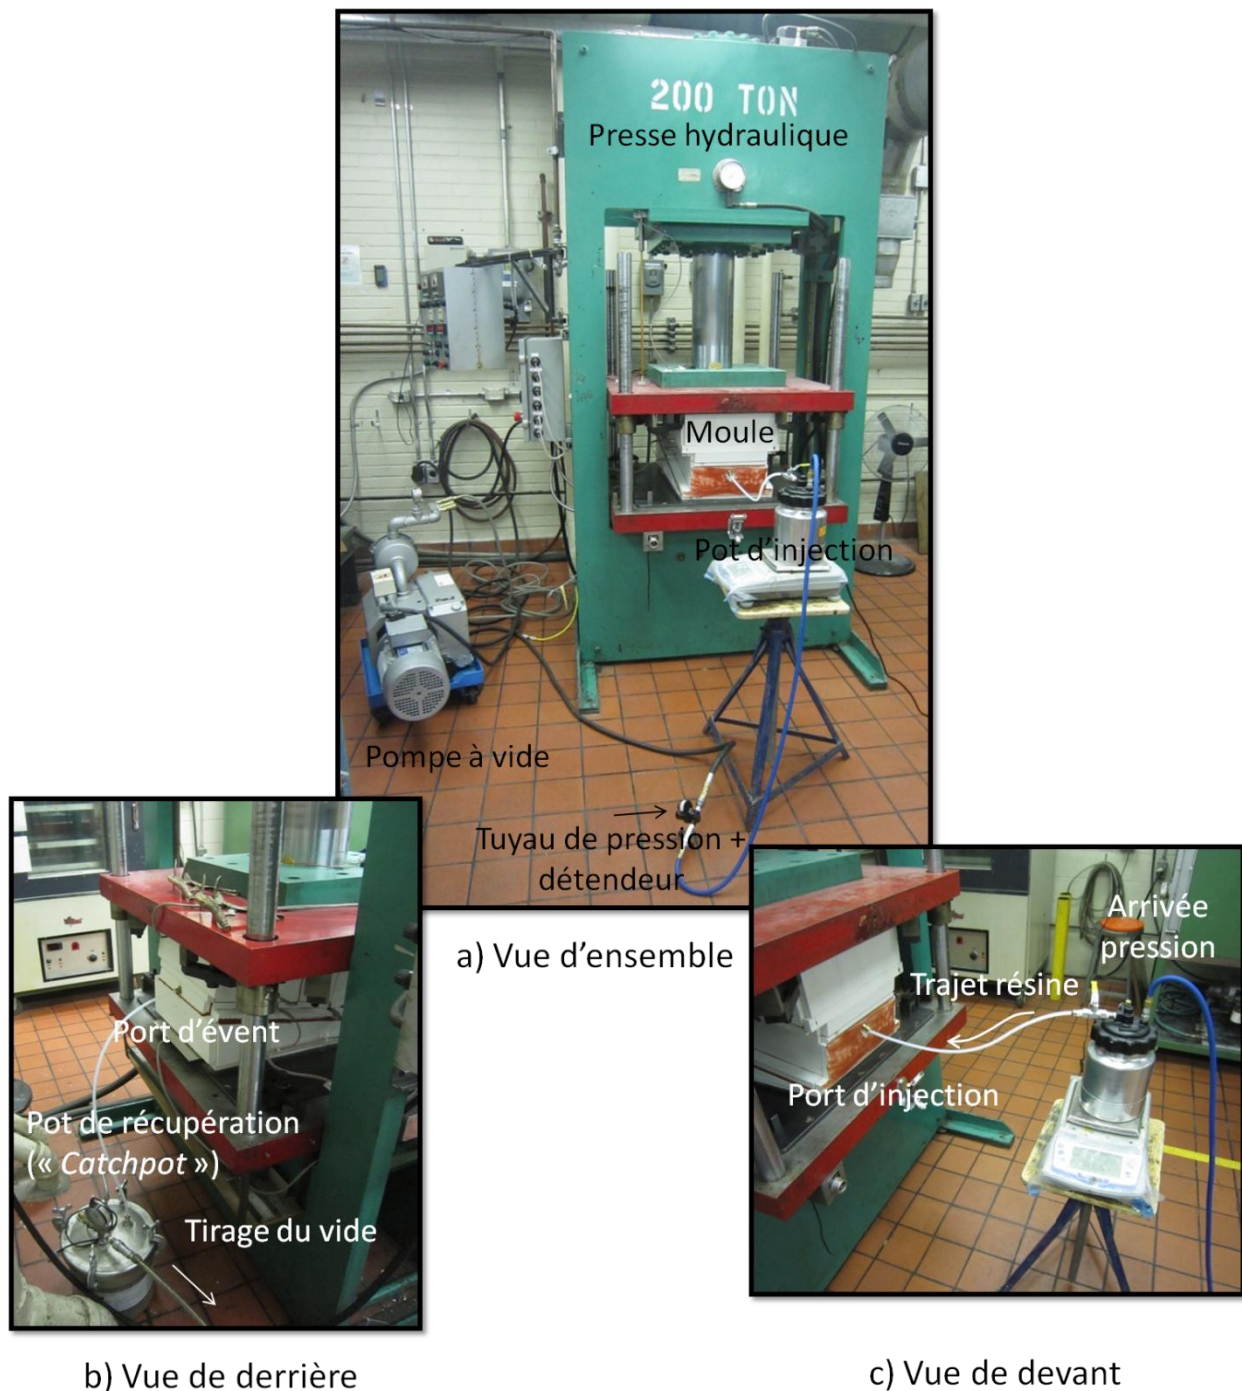 200 TON
Presse hydraulique
Moule
Pot d'injection
Pompe à vide
Tuyau de pression +
détendeur
a) Vue d'ensemble
Port d'évent
Pot de récupération
(« Catchpot »)
Tirage du vide
b) Vue de derrière
Arrivée
pression
Trajet résine
Port d'injection
c) Vue de devant